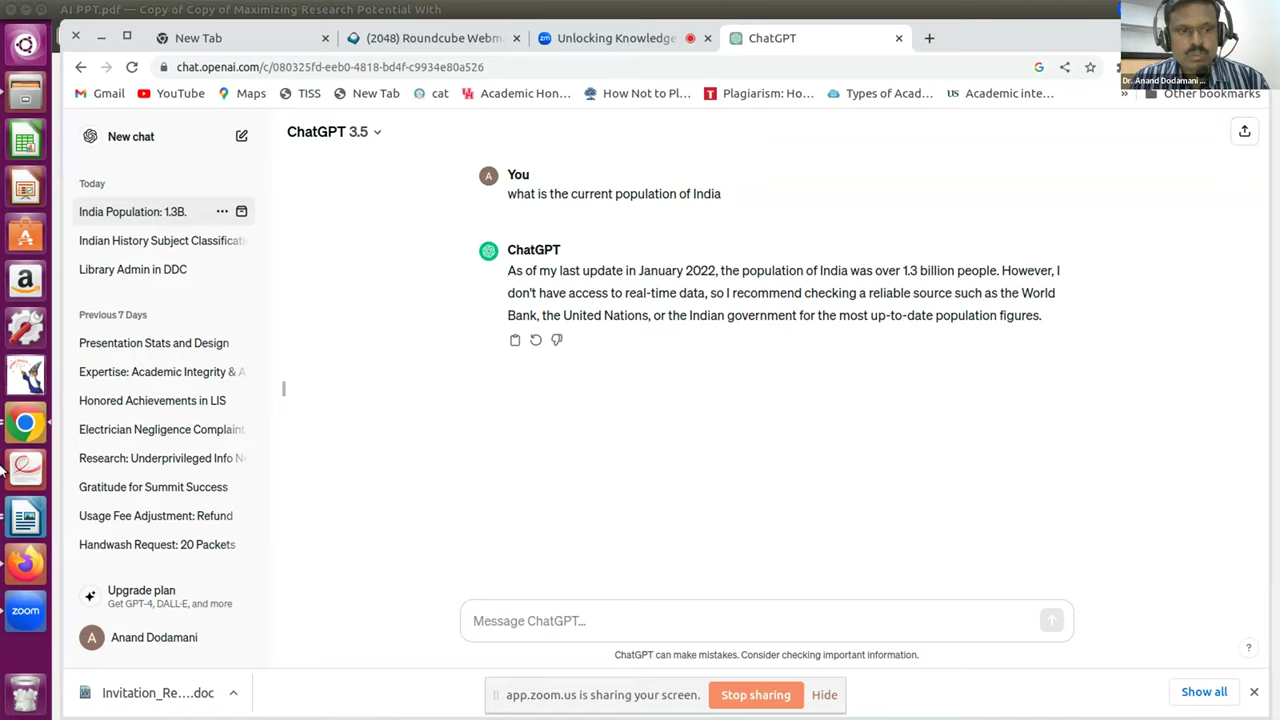 AI PPT.pdf — Copy of Copy of Maximizing Research Potential With
New Tab
(2048) Roundcube Webm
Unlocking Knowledge
ChatGPT
chat.openai.com/c/080325fd-eeb0-4818-bd4f-c9934e80a526
Gmail
YouTube
Maps
TISS
New Tab
cat
Academic Hon...
How Not to Pl...
Plagiarism: Ho...
Types of Acad...
US Academic inte...
»
Other bookmarks
Dr. Anand Dodamani ...
New chat
ChatGPT 3.5
Today
India Population: 1.3B.
Indian History Subject Classificati
Library Admin in DDC
Previous 7 Days
Presentation Stats and Design
Expertise: Academic Integrity & A
Honored Achievements in LIS
Electrician Negligence Complaint
Research: Underprivileged Info Ne
Gratitude for Summit Success
Usage Fee Adjustment: Refund
Handwash Request: 20 Packets
Upgrade plan
Get GPT-4, DALL·E, and more
A
Anand Dodamani
A
You
what is the current population of India
ChatGPT
As of my last update in January 2022, the population of India was over 1.3 billion people. However, I
don't have access to real-time data, so I recommend checking a reliable source such as the World
Bank, the United Nations, or the Indian government for the most up-to-date population figures.
Message ChatGPT...
ChatGPT can make mistakes. Consider checking important information.
?
Invitation_Re....doc
app.zoom.us is sharing your screen.
Stop sharing
Hide
Show all
zoom